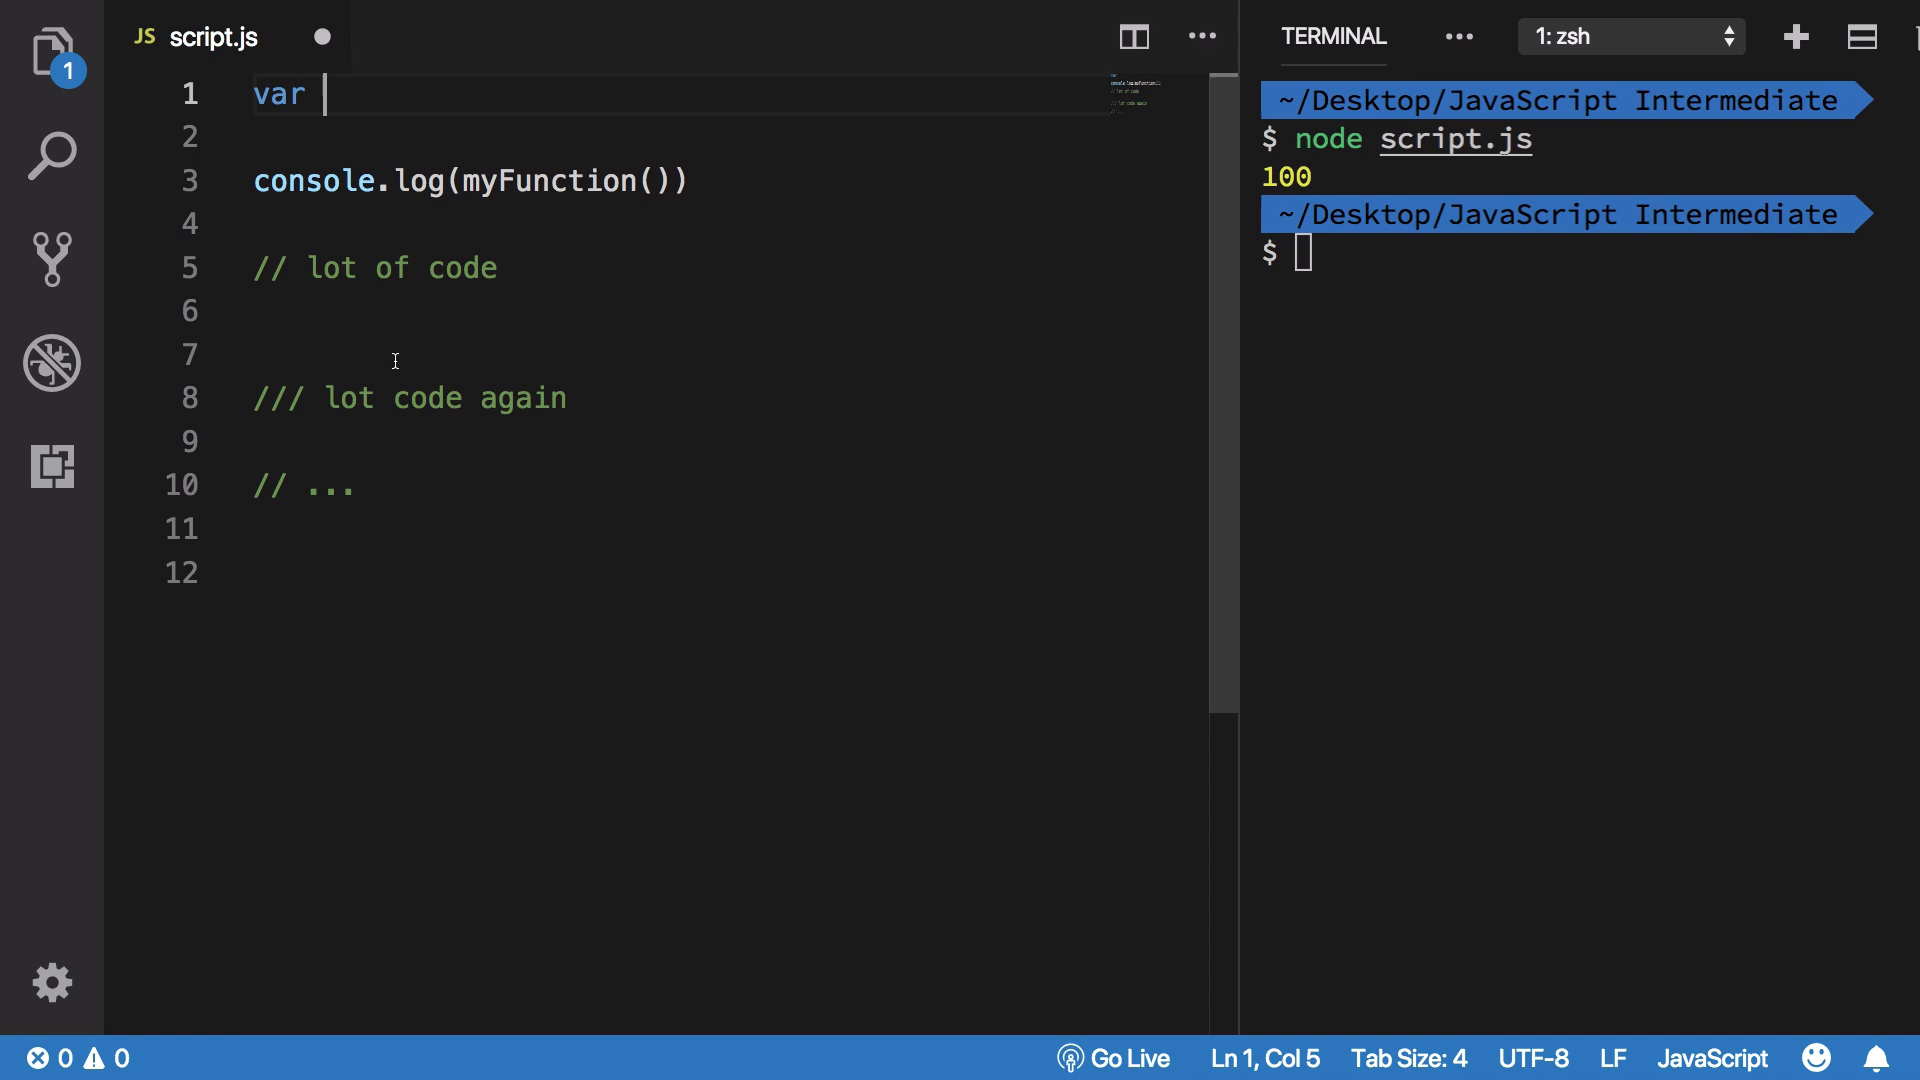 1
JS script.js
1 var
2
3 console.log(myFunction())
4
5 // lot of code
6
7
8 /// lot code again
9
10 // ...
11
12
TERMINAL
1: zsh
~/Desktop/JavaScript Intermediate
$ node script.js
100
~/Desktop/JavaScript Intermediate
$
0 0 Go Live Ln 1, Col 5 Tab Size: 4 UTF-8 LF JavaScript